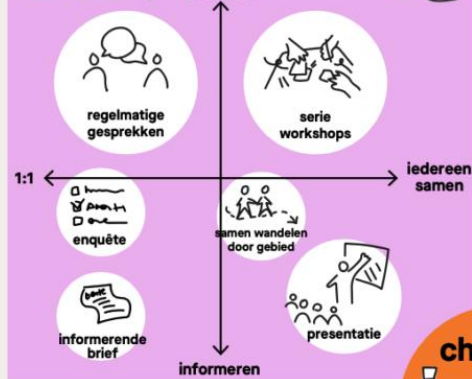 regelmatige
gesprekken
serie
workshops
1:1
iedereen
samen
enquête
samen wandelen
door gebied
informerende
brief
presentatie
informeren
ch